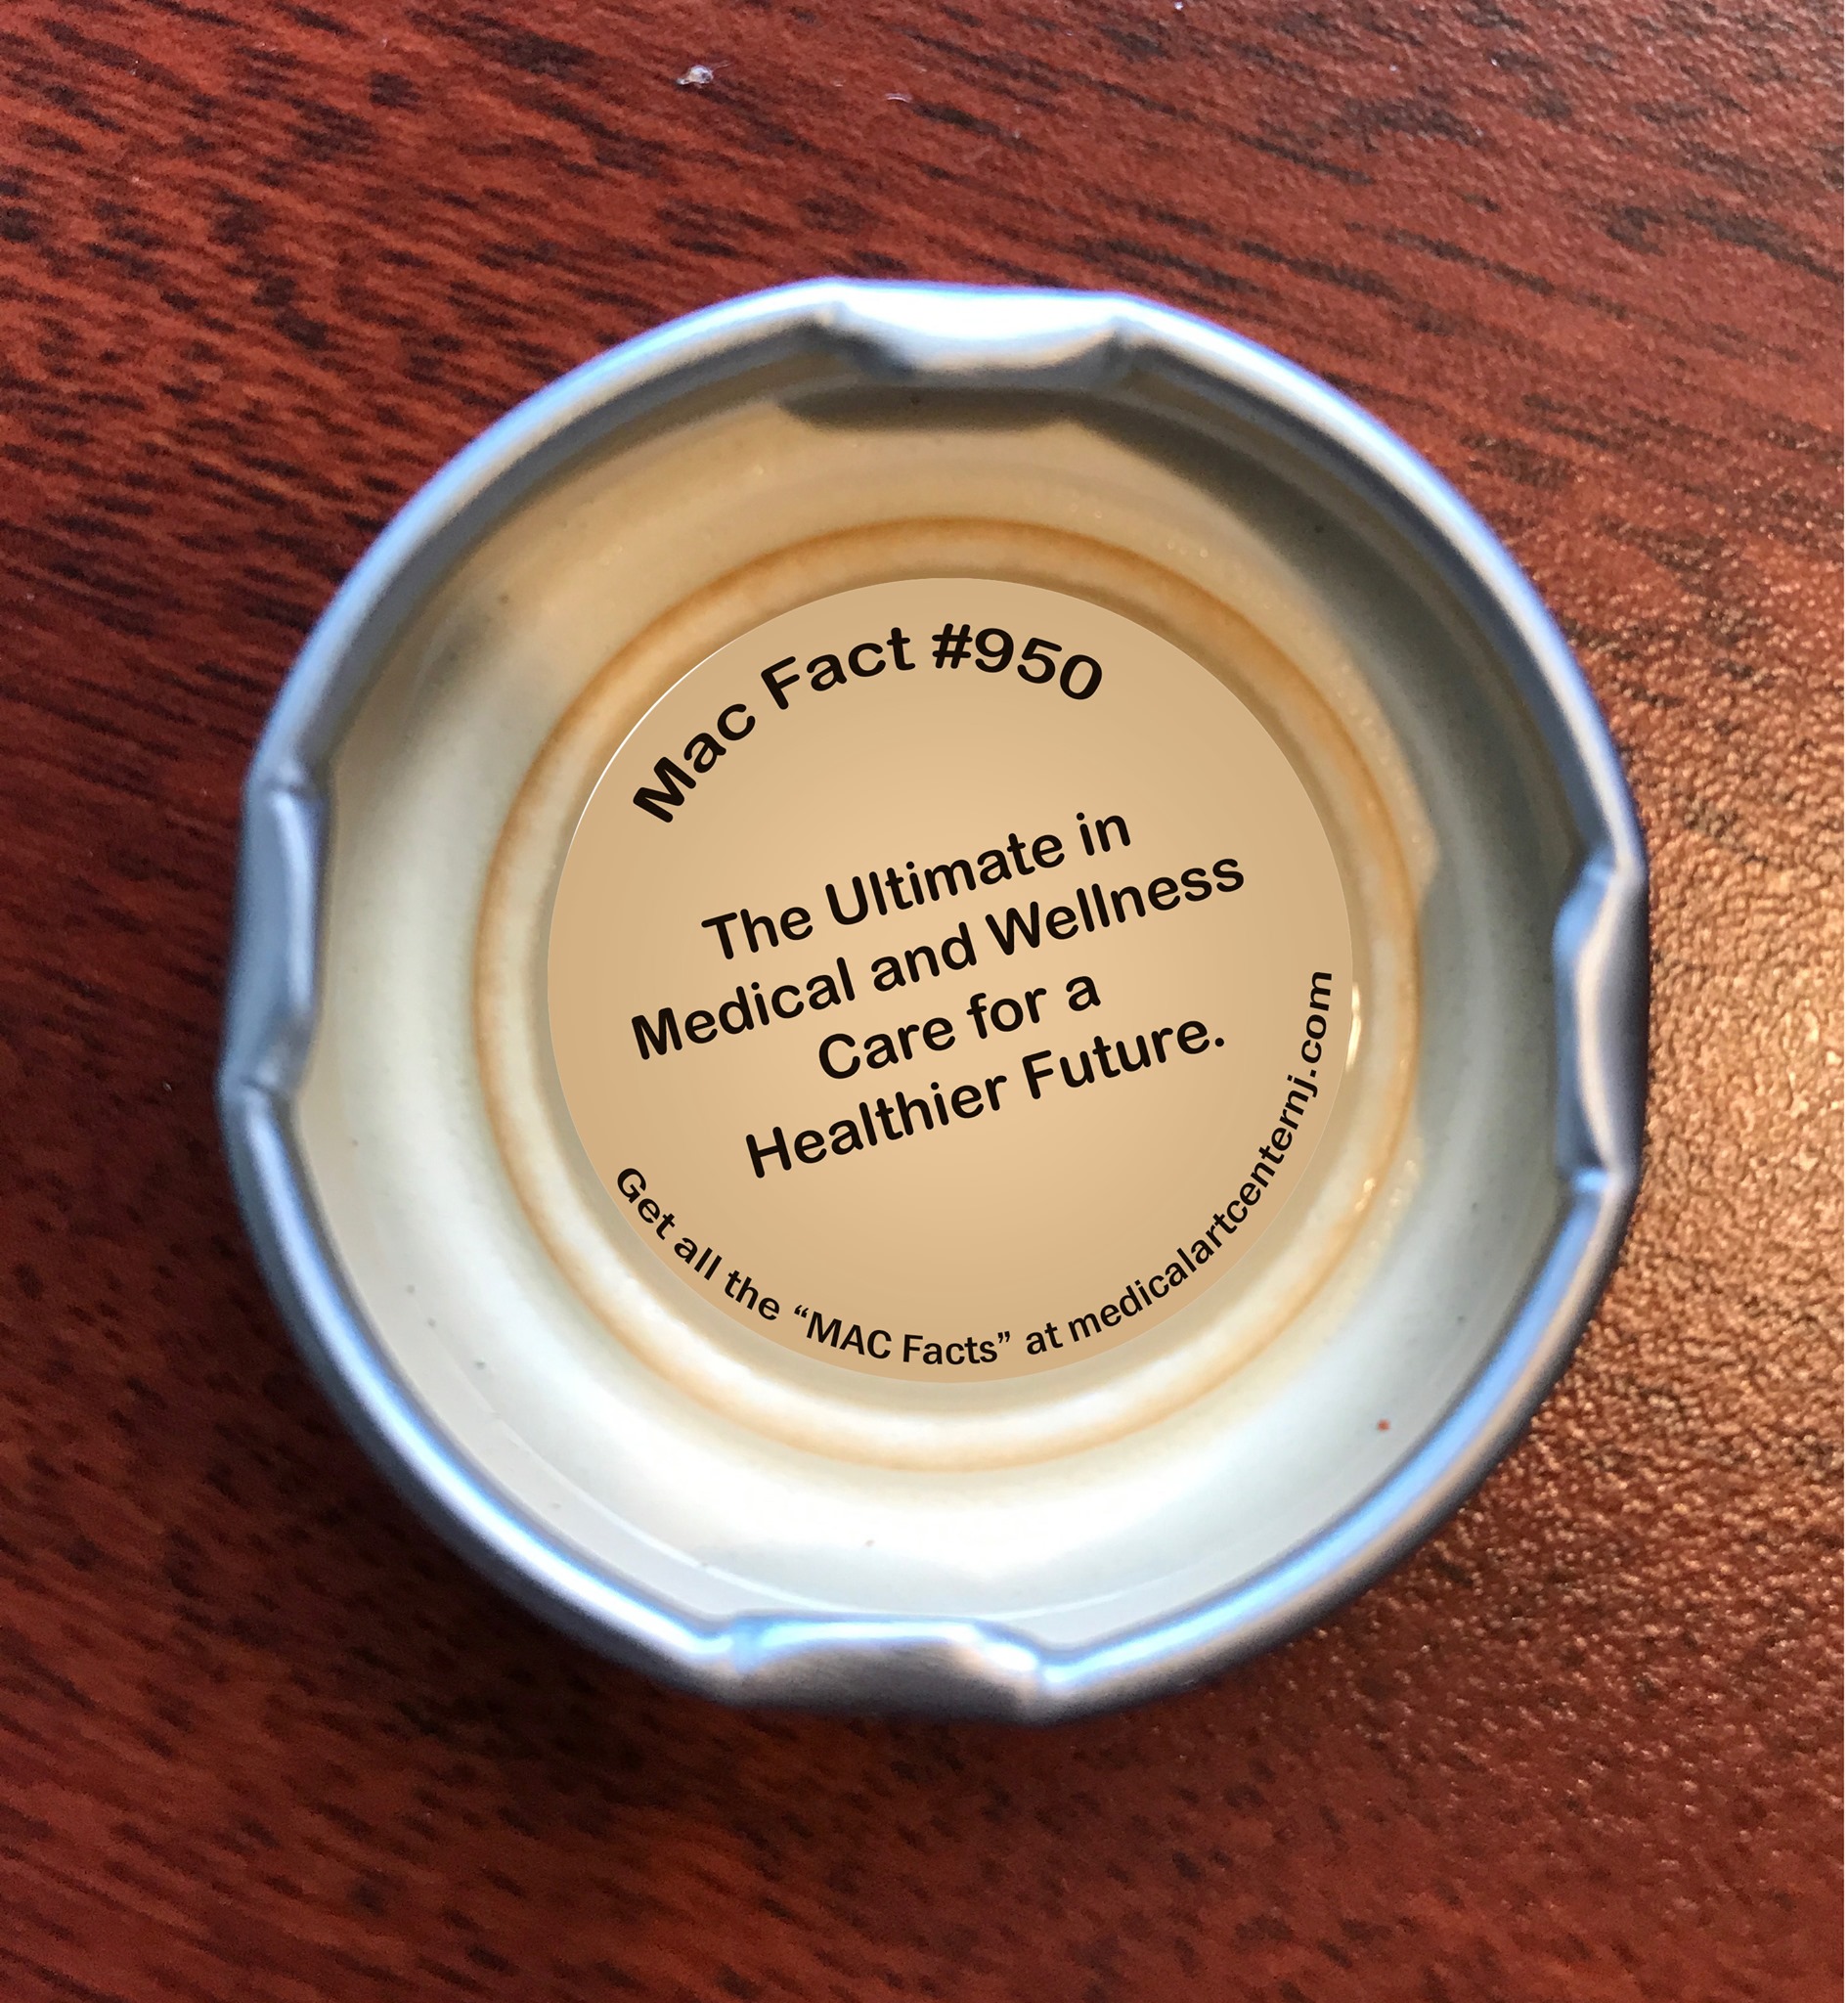 Mac Fact #950
The Ultimate in
Medical and Wellness
Care for a
Healthier Future.
Get all the “MAC Facts” at medicalartcenternj.com